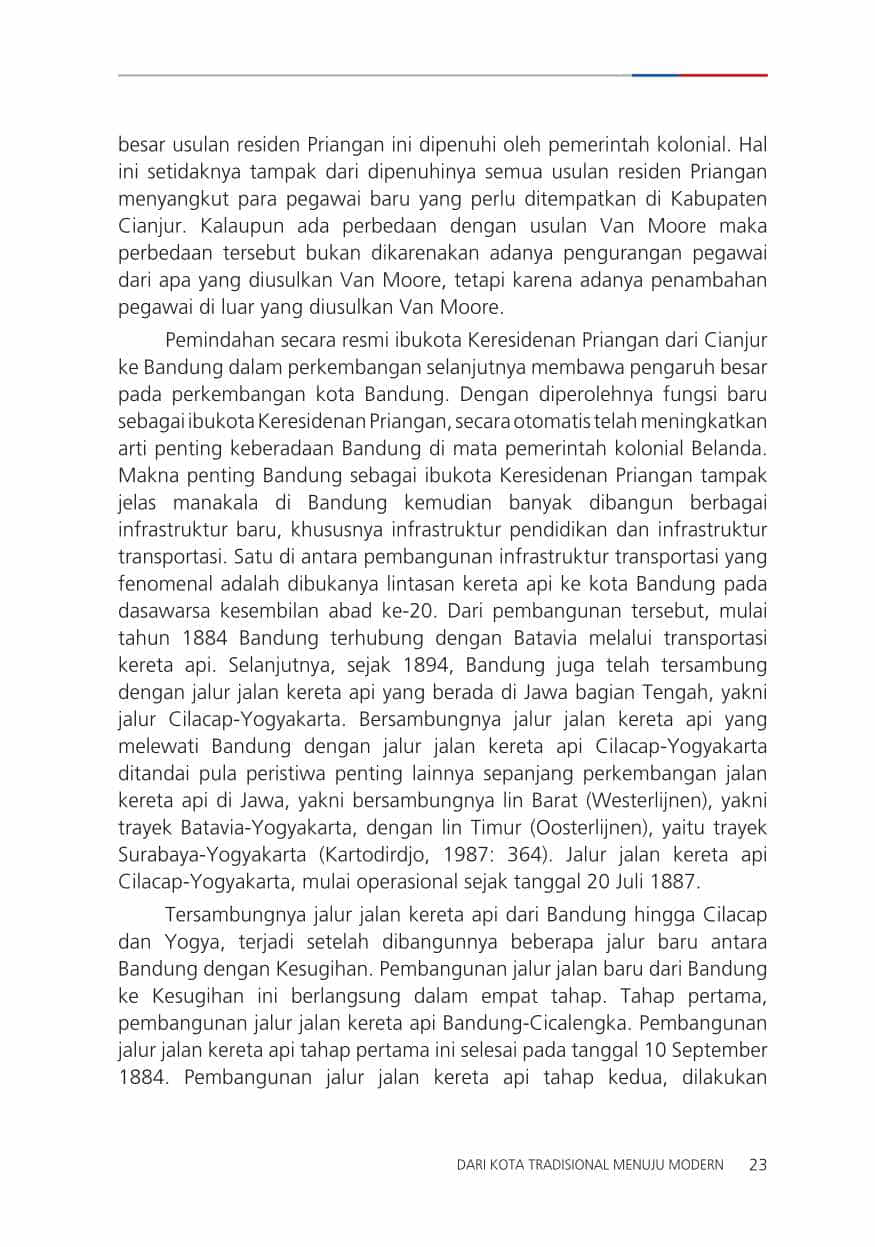 besar usulan residen Priangan ini dipenuhi oleh pemerintah kolonial. Hal
ini setidaknya tampak dari dipenuhinya semua usulan residen Priangan
menyangkut para pegawai baru yang perlu ditempatkan di Kabupaten
Cianjur. Kalaupun ada perbedaan dengan usulan Van Moore maka
perbedaan tersebut bukan dikarenakan adanya pengurangan pegawai
dari apa yang diusulkan Van Moore, tetapi karena adanya penambahan
pegawai di luar yang diusulkan Van Moore.
Pemindahan secara resmi ibukota Keresidenan Priangan dari Cianjur
ke Bandung dalam perkembangan selanjutnya membawa pengaruh besar
pada perkembangan kota Bandung. Dengan diperolehnya fungsi baru
sebagai ibukota Keresidenan Priangan, secara otomatis telah meningkatkan
arti penting keberadaan Bandung di mata pemerintah kolonial Belanda.
Makna penting Bandung sebagai ibukota Keresidenan Priangan tampak
jelas manakala di Bandung kemudian banyak dibangun berbagai
infrastruktur baru, khususnya infrastruktur pendidikan dan infrastruktur
transportasi. Satu di antara pembangunan infrastruktur transportasi yang
fenomenal adalah dibukanya lintasan kereta api ke kota Bandung pada
dasawarsa kesembilan abad ke-20. Dari pembangunan tersebut, mulai
tahun 1884 Bandung terhubung dengan Batavia melalui transportasi
kereta api. Selanjutnya, sejak 1894, Bandung juga telah tersambung
dengan jalur jalan kereta api yang berada di Jawa bagian Tengah, yakni
jalur Cilacap-Yogyakarta. Bersambungnya jalur jalan kereta api yang
melewati Bandung dengan jalur jalan kereta api Cilacap-Yogyakarta
ditandai pula peristiwa penting lainnya sepanjang perkembangan jalan
kereta api di Jawa, yakni bersambungnya lin Barat (Westerlijnen), yakni
trayek Batavia-Yogyakarta, dengan lin Timur (Oosterlijnen), yaitu trayek
Surabaya-Yogyakarta (Kartodirdjo, 1987: 364). Jalur jalan kereta api
Cilacap-Yogyakarta, mulai operasional sejak tanggal 20 Juli 1887.
Tersambungnya jalur jalan kereta api dari Bandung hingga Cilacap
dan Yogya, terjadi setelah dibangunnya beberapa jalur baru antara
Bandung dengan Kesugihan. Pembangunan jalur jalan baru dari Bandung
ke Kesugihan ini berlangsung dalam empat tahap. Tahap pertama,
pembangunan jalur jalan kereta api Bandung-Cicalengka. Pembangunan
jalur jalan kereta api tahap pertama ini selesai pada tanggal 10 September
1884. Pembangunan jalur jalan kereta api tahap kedua, dilakukan
DARI KOTA TRADISIONAL MENUJU MODERN 23